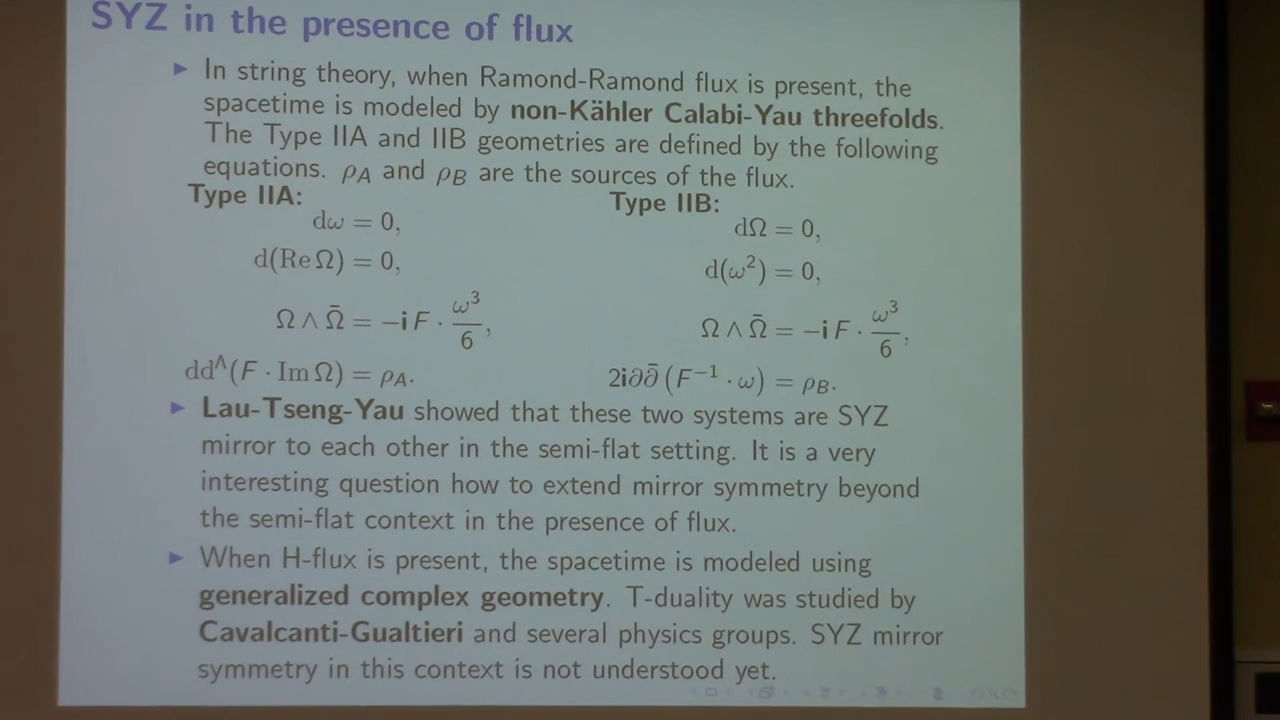 SYZ in the presence of flux
▶ In string theory, when Ramond-Ramond flux is present, the
spacetime is modeled by non-Kähler Calabi-Yau threefolds.
The Type IIA and IIB geometries are defined by the following
equations. ρ_A and ρ_B are the sources of the flux.
Type IIA:
dω = 0,
d(Re Ω) = 0,
Ω ∧ Ω̄ = −i F · ω³/6,
dd^Λ(F · Im Ω) = ρ_A.
Type IIB:
dΩ = 0,
d(ω²) = 0,
Ω ∧ Ω̄ = −i F · ω³/6,
2i∂∂̄ (F⁻¹ · ω) = ρ_B.
▶ Lau-Tseng-Yau showed that these two systems are SYZ
mirror to each other in the semi-flat setting. It is a very
interesting question how to extend mirror symmetry beyond
the semi-flat context in the presence of flux.
▶ When H-flux is present, the spacetime is modeled using
generalized complex geometry. T-duality was studied by
Cavalcanti-Gualtieri and several physics groups. SYZ mirror
symmetry in this context is not understood yet.